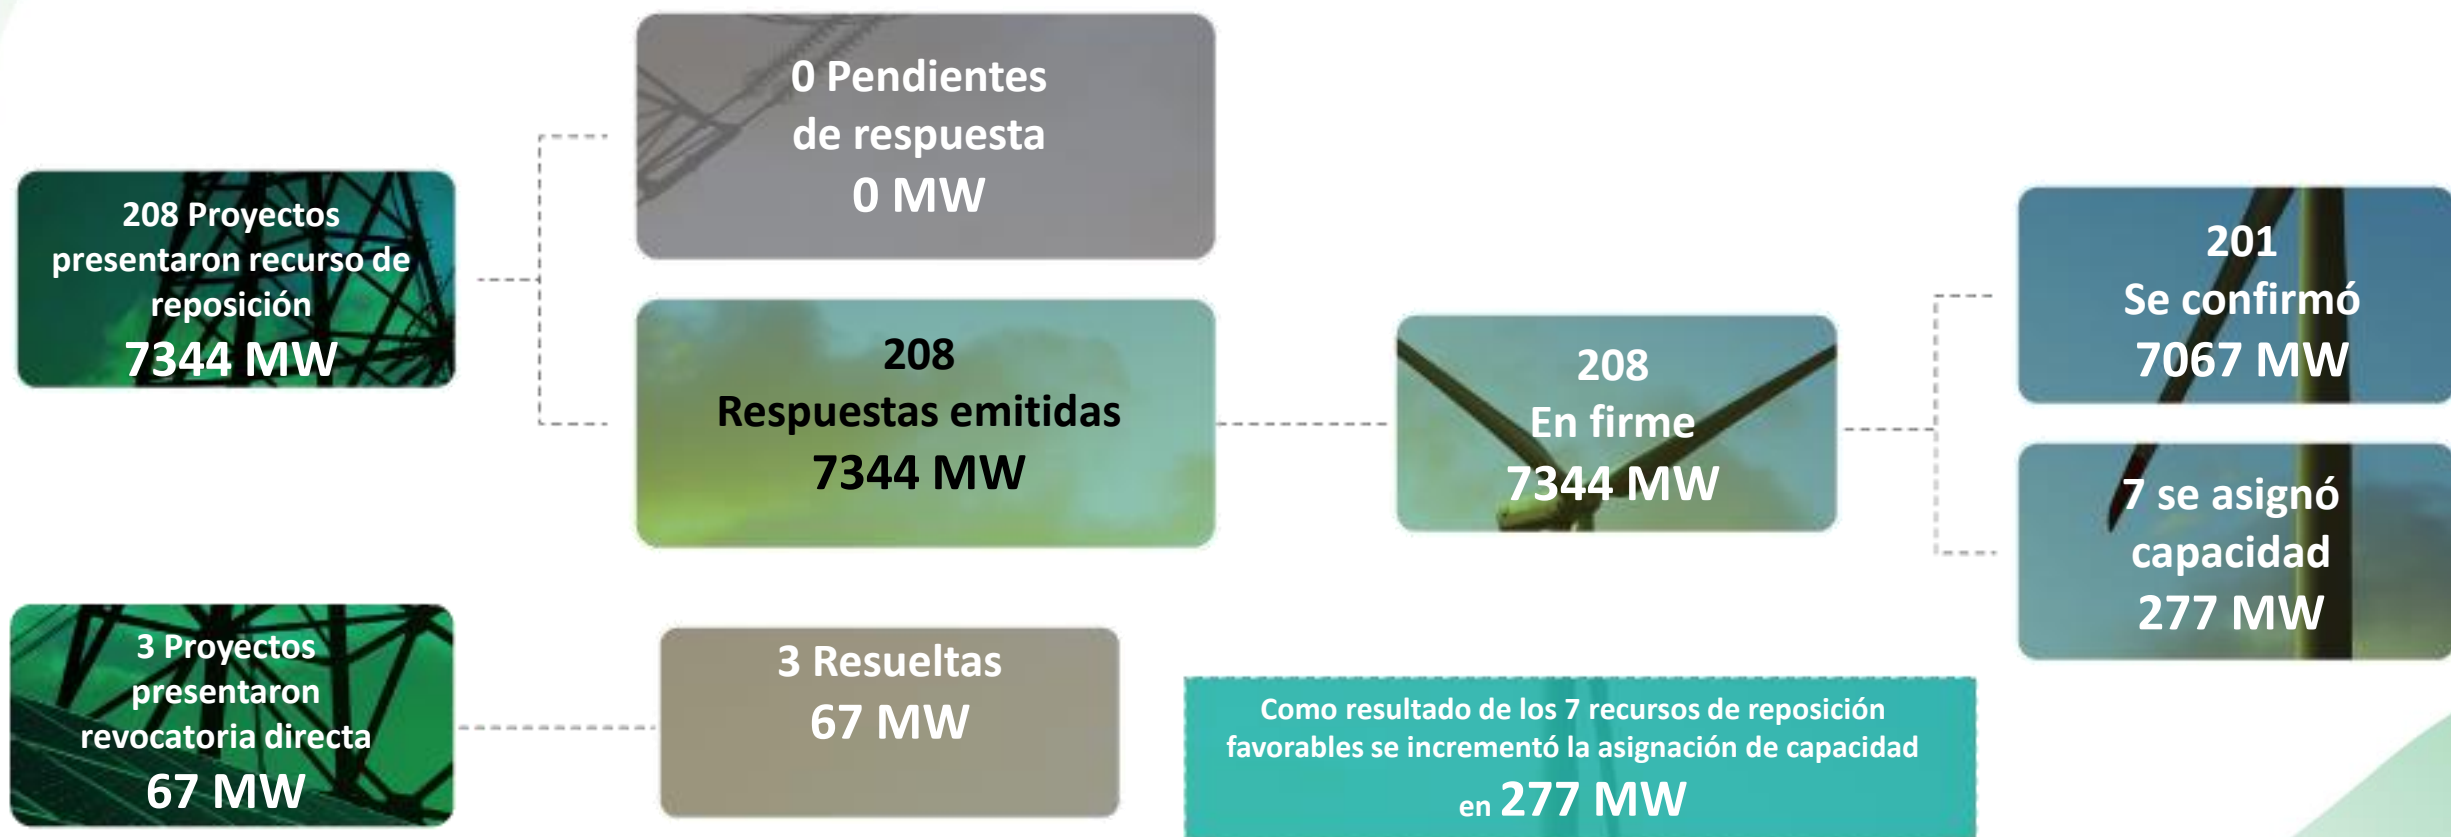 208 Proyectos
presentaron recurso de
reposición
7344 MW
0 Pendientes
de respuesta
0 MW
208
Respuestas emitidas
7344 MW
208
En firme
7344 MW
201
Se confirmó
7067 MW
7 se asignó
capacidad
277 MW
3 Proyectos
presentaron
revocatoria directa
67 MW
3 Resueltas
67 MW
Como resultado de los 7 recursos de reposición
favorables se incrementó la asignación de capacidad
en 277 MW